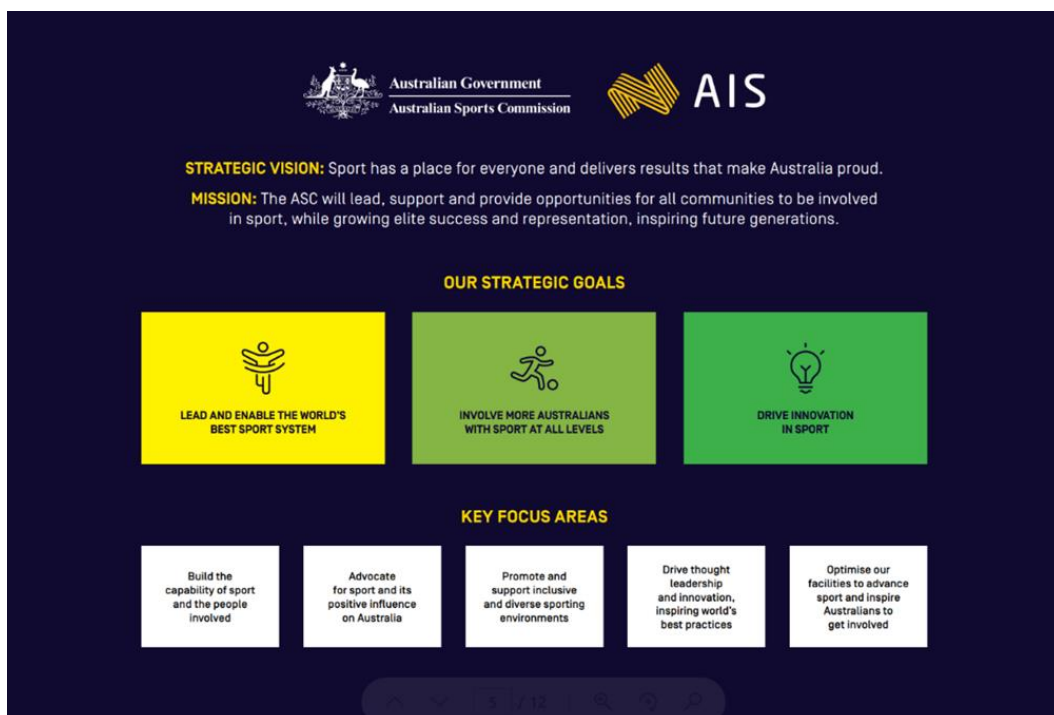 Australian Government
Australian Sports Commission
AIS
STRATEGIC VISION: Sport has a place for everyone and delivers results that make Australia proud.
MISSION: The ASC will lead, support and provide opportunities for all communities to be involved
in sport, while growing elite success and representation, inspiring future generations.
OUR STRATEGIC GOALS
LEAD AND ENABLE THE WORLD'S
BEST SPORT SYSTEM
INVOLVE MORE AUSTRALIANS
WITH SPORT AT ALL LEVELS
DRIVE INNOVATION
IN SPORT
KEY FOCUS AREAS
Build the
capability of sport
and the people
involved
Advocate
for sport and its
positive influence
on Australia
Promote and
support inclusive
and diverse sporting
environments
Drive thought
leadership
and innovation,
inspiring world's
best practices
Optimise our
facilities to advance
sport and inspire
Australians to
get involved
5 / 12